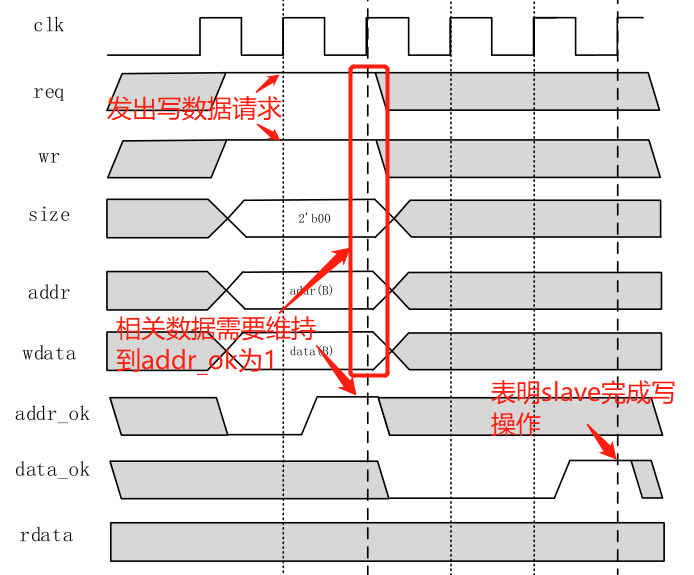 clk
req
发出写数据请求
wr
size
2'b00
addr
addr(B)
相关数据需要维持
到addr_ok为1
wdata
data(B)
addr_ok
表明slave完成写
操作
data_ok
rdata